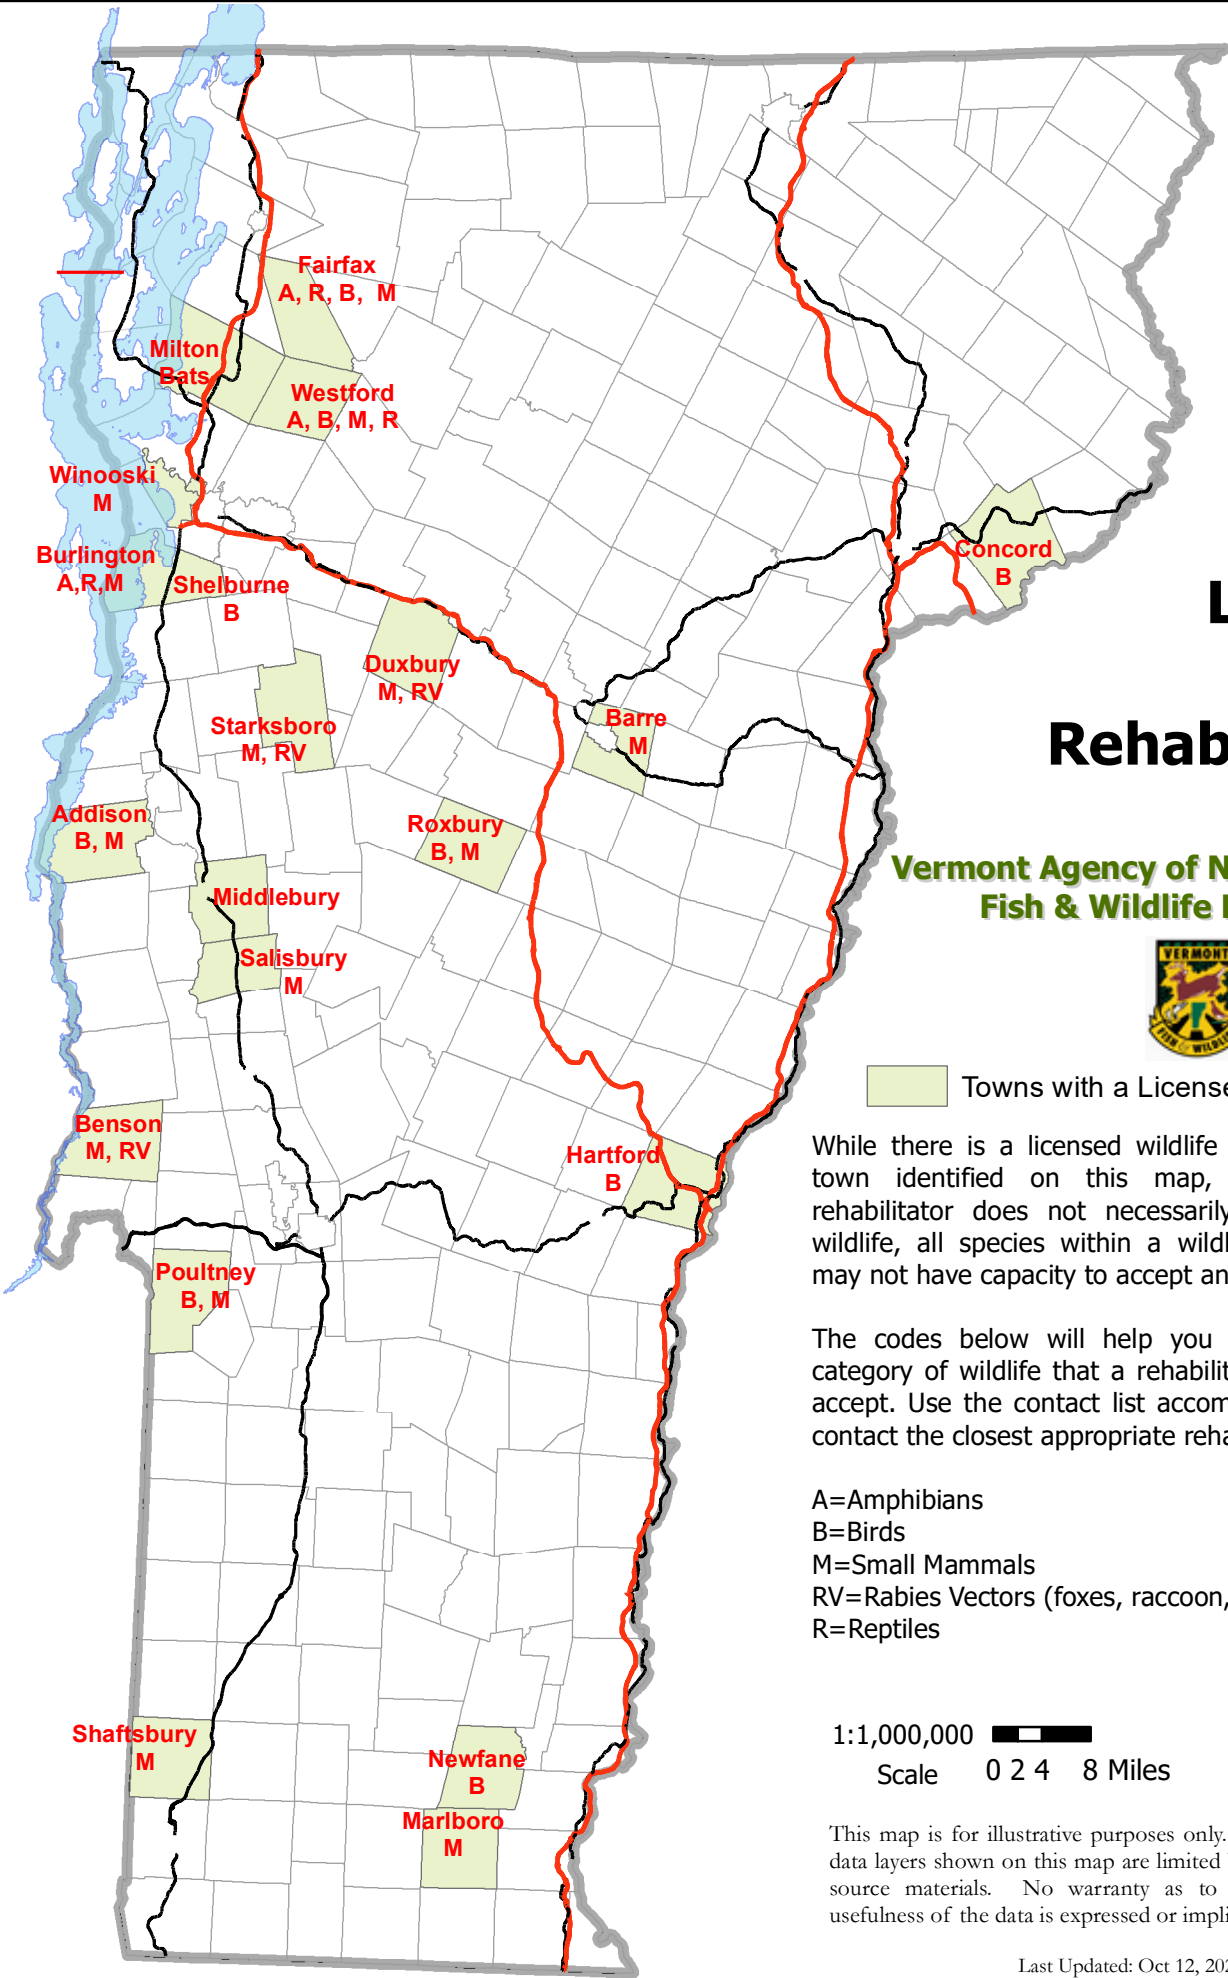 Fairfax
A, R, B, M
Milton
Bats
Westford
A, B, M, R
Winooski
M
Burlington
A,R,M
Shelburne
B
Concord
B
Duxbury
M, RV
Starksboro
M, RV
Barre
M
Addison
B, M
Roxbury
B, M
Middlebury
Salisbury
M
Benson
M, RV
Hartford
B
Poultney
B, M
Shaftsbury
M
Newfane
B
Marlboro
M
L
Rehab
Vermont Agency of N
Fish & Wildlife
VERMONT
FISH & WILDL
Towns with a License
While there is a licensed wildlife
town identified on this map,
rehabilitator does not necessarily
wildlife, all species within a wildl
may not have capacity to accept an
The codes below will help you
category of wildlife that a rehabilit
accept. Use the contact list accom
contact the closest appropriate reha
A=Amphibians
B=Birds
M=Small Mammals
RV=Rabies Vectors (foxes, raccoon,
R=Reptiles
1:1,000,000
Scale
0 2 4 8 Miles
This map is for illustrative purposes only.
data layers shown on this map are limited
source materials. No warranty as to
usefulness of the data is expressed or impli
Last Updated: Oct 12, 202